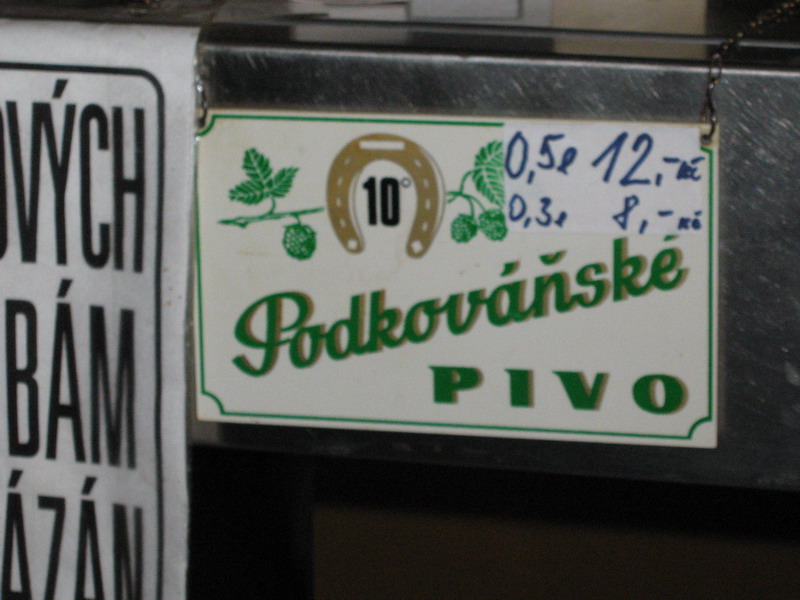 OVÝCH
BÁM
ÁZÁN
10°
0,5l 12,- Kč
0,3l 8,- Kč
Podkováňské
PIVO